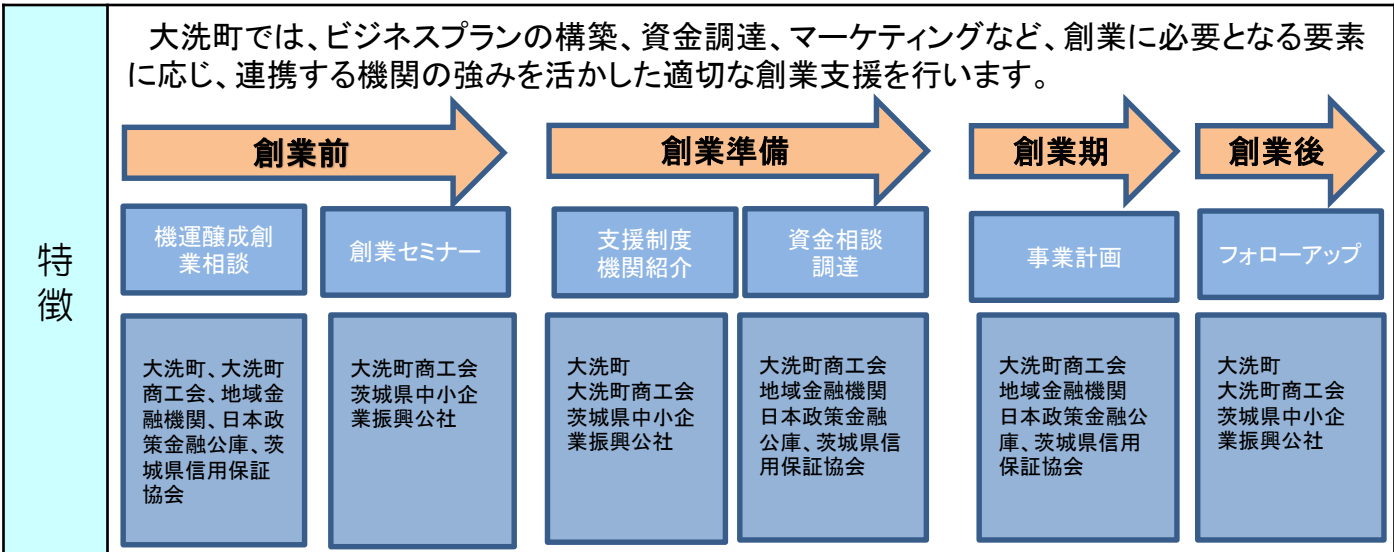 特
徴
大洗町では、ビジネスプランの構築、資金調達、マーケティングなど、創業に必要となる要素
に応じ、連携する機関の強みを活かした適切な創業支援を行います。
創業前
創業準備
創業期
創業後
機運醸成創
業相談
創業セミナー
支援制度
機関紹介
資金相談
調達
事業計画
フォローアップ
大洗町、大洗町
商工会、地域金
融機関、日本政
策金融公庫、茨
城県信用保証
協会
大洗町商工会
茨城県中小企
業振興公社
大洗町
大洗町商工会
茨城県中小企
業振興公社
大洗町商工会
地域金融機関
日本政策金融
公庫、茨城県信
用保証協会
大洗町商工会
地域金融機関
日本政策金融公
庫、茨城県信用
保証協会
大洗町
大洗町商工会
茨城県中小企
業振興公社